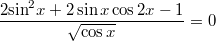 \frac{2\sin^2 x + 2\sin x \cos 2x - 1}{\sqrt{\cos x}} = 0